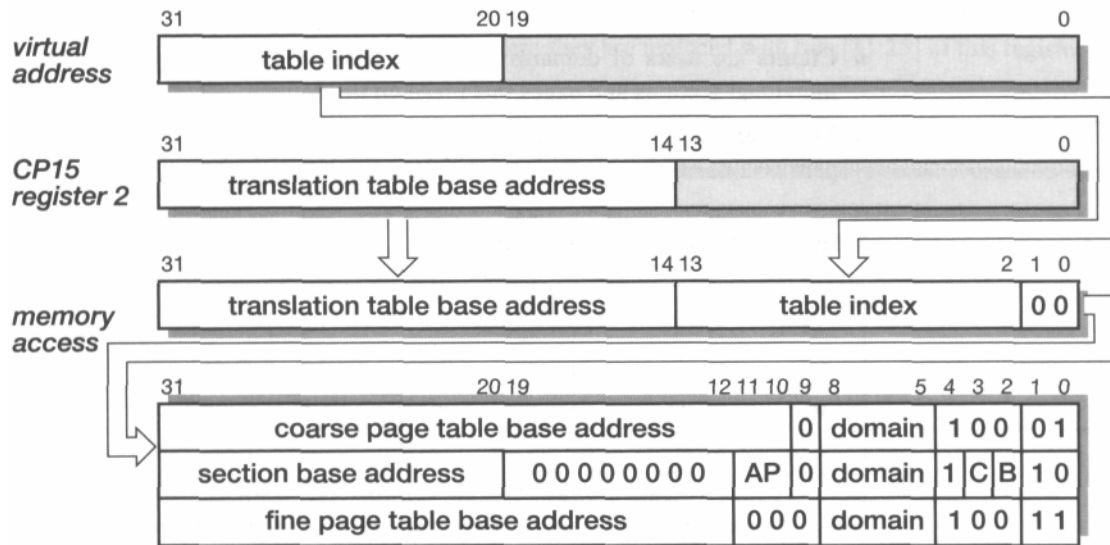 31 20 19 0
virtual address table index
31 14 13 0
CP15 register 2 translation table base address
31 14 13 2 1 0
memory access translation table base address table index 0 0
31 20 19 12 11 10 9 8 5 4 3 2 1 0
coarse page table base address 0 domain 1 0 0 0 1
section base address 0 0 0 0 0 0 0 0 AP 0 domain 1 C B 1 0
fine page table base address 0 0 0 domain 1 0 0 1 1